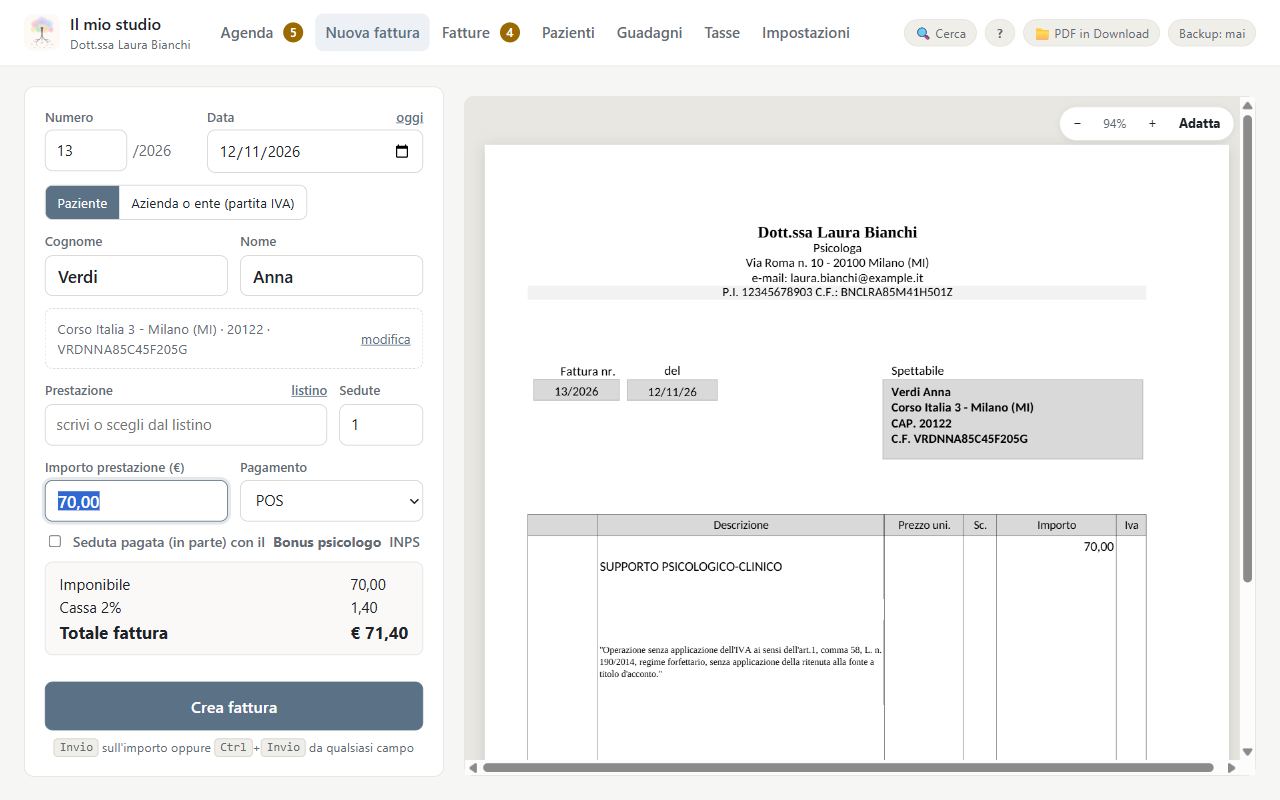 Il mio studio
Dott.ssa Laura Bianchi
Agenda 5
Nuova fattura
Fatture 4
Pazienti
Guadagni
Tasse
Impostazioni
Cerca
?
PDF in Download
Backup: mai
Numero
Data
oggi
13
/2026
12/11/2026
Paziente
Azienda o ente (partita IVA)
Cognome
Nome
Verdi
Anna
Corso Italia 3 - Milano (MI) · 20122 ·
VRDNNA85C45F205G
modifica
Prestazione
listino
Sedute
scrivi o scegli dal listino
1
Importo prestazione (€)
Pagamento
70,00
POS
Seduta pagata (in parte) con il Bonus psicologo INPS
Imponibile 70,00
Cassa 2% 1,40
Totale fattura € 71,40
Crea fattura
Invio sull'importo oppure Ctrl+Invio da qualsiasi campo
− 94% + Adatta
Dott.ssa Laura Bianchi
Psicologa
Via Roma n. 10 - 20100 Milano (MI)
e-mail: laura.bianchi@example.it
P.I. 12345678903 C.F.: BNCLRA85M41H501Z
Fattura nr. del
13/2026 12/11/26
Spettabile
Verdi Anna
Corso Italia 3 - Milano (MI)
CAP. 20122
C.F. VRDNNA85C45F205G
Descrizione Prezzo uni. Sc. Importo Iva
70,00
SUPPORTO PSICOLOGICO-CLINICO
"Operazione senza applicazione dell'IVA ai sensi dell'art.1, comma 58, L. n.
190/2014, regime forfettario, senza applicazione della ritenuta alla fonte a
titolo d'acconto."